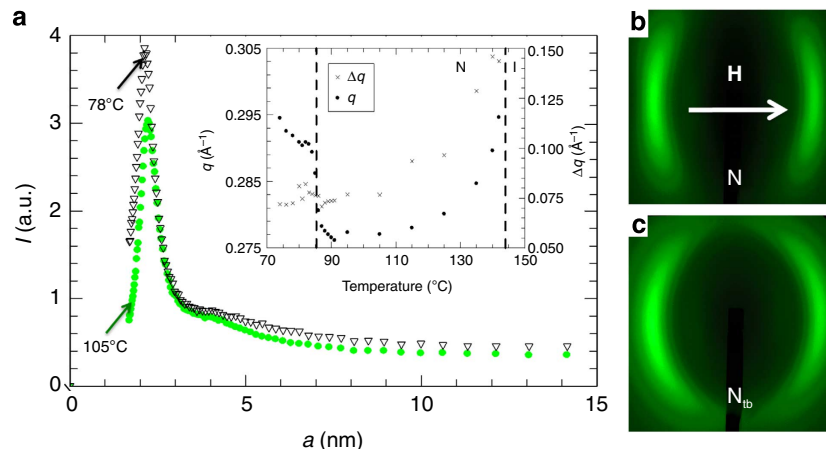 a
4
3
2
1
0
I (a.u.)
0
5
10
15
a (nm)
78°C
105°C
0.305
0.295
0.285
0.275
q (Å⁻¹)
70
90
110
130
150
Temperature (°C)
0.150
0.125
0.100
0.075
0.050
Δq (Å⁻¹)
Δq
q
N
I
b
H
N
c
Ntb